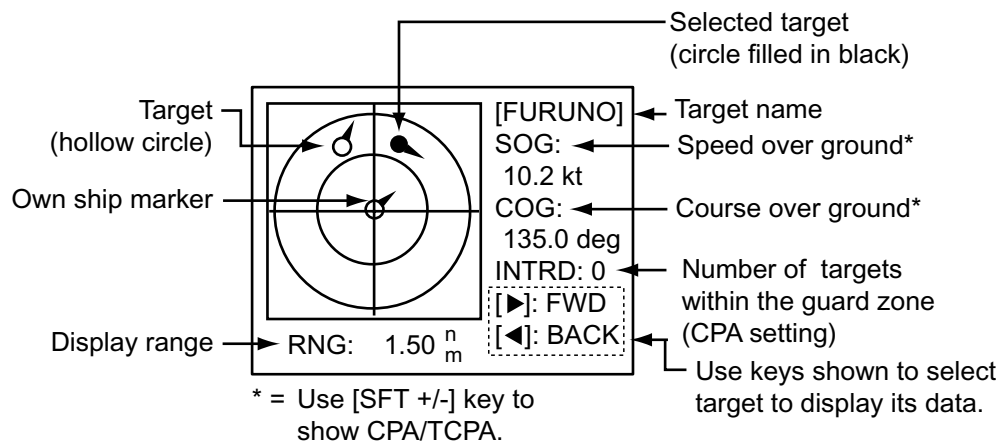 Selected target
(circle filled in black)
Target
(hollow circle)
Own ship marker
Display range
[FURUNO]
SOG:
10.2 kt
COG:
135.0 deg
INTRD: 0
[▶]: FWD
[◀]: BACK
RNG: 1.50 n m
Target name
Speed over ground*
Course over ground*
Number of targets
within the guard zone
(CPA setting)
Use keys shown to select
target to display its data.
* = Use [SFT +/-] key to
show CPA/TCPA.